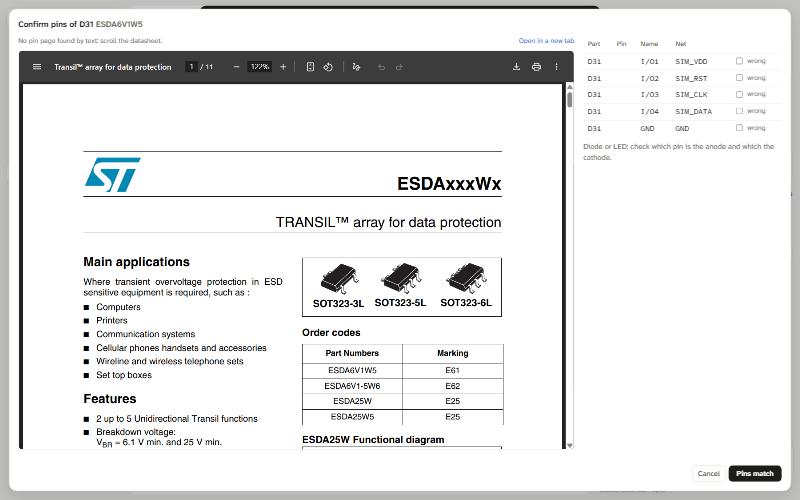 Confirm pins of D31 ESDA6V1W5
No pin page found by text: scroll the datasheet.
Open in a new tab
Transil™ array for data protection
1 / 11
122%
ST
ESDAxxxWx
TRANSIL™ array for data protection
Main applications
Where transient overvoltage protection in ESD
sensitive equipment is required, such as :
■ Computers
■ Printers
■ Communication systems
■ Cellular phones handsets and accessories
■ Wireline and wireless telephone sets
■ Set top boxes
Features
■ 2 up to 5 Unidirectional Transil functions
■ Breakdown voltage:
VBR = 6.1 V min. and 25 V min.
SOT323-3L SOT323-5L SOT323-6L
Order codes
Part Numbers Marking
ESDA6V1W5 E61
ESDA6V1-5W6 E62
ESDA25W E25
ESDA25W5 E25
ESDA25W Functional diagram
Part Pin Name Net
D31 I/O1 SIM_VDD wrong
D31 I/O2 SIM_RST wrong
D31 I/O3 SIM_CLK wrong
D31 I/O4 SIM_DATA wrong
D31 GND GND wrong
Diode or LED: check which pin is the anode and which the
cathode.
Cancel
Pins match